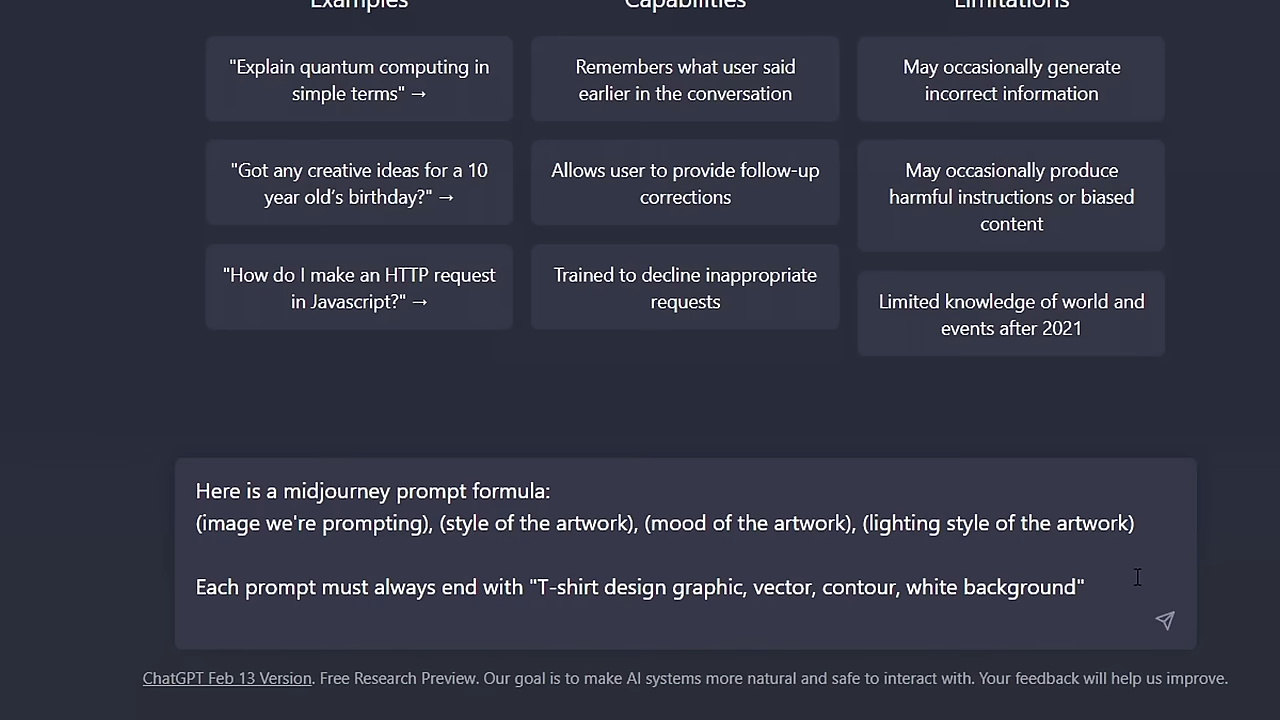 Examples
Capabilities
Limitations
"Explain quantum computing in
simple terms" →
Remembers what user said
earlier in the conversation
May occasionally generate
incorrect information
"Got any creative ideas for a 10
year old's birthday?" →
Allows user to provide follow-up
corrections
May occasionally produce
harmful instructions or biased
content
"How do I make an HTTP request
in Javascript?" →
Trained to decline inappropriate
requests
Limited knowledge of world and
events after 2021
Here is a midjourney prompt formula:
(image we're prompting), (style of the artwork), (mood of the artwork), (lighting style of the artwork)
Each prompt must always end with "T-shirt design graphic, vector, contour, white background"
ChatGPT Feb 13 Version. Free Research Preview. Our goal is to make AI systems more natural and safe to interact with. Your feedback will help us improve.